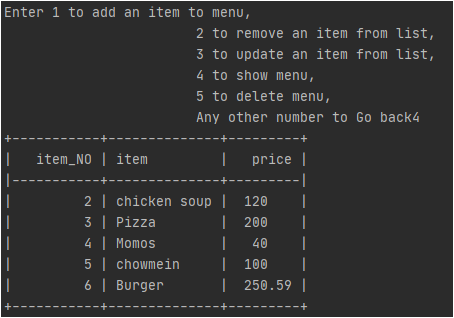 Enter 1 to add an item to menu,
2 to remove an item from list,
3 to update an item from list,
4 to show menu,
5 to delete menu,
Any other number to Go back4
+-----------+--------------+---------+
|   item_NO | item         |   price |
|-----------+--------------+---------|
|         2 | chicken soup |  120    |
|         3 | Pizza        |  200    |
|         4 | Momos        |   40    |
|         5 | chowmein     |  100    |
|         6 | Burger       |  250.59 |
+-----------+--------------+---------+